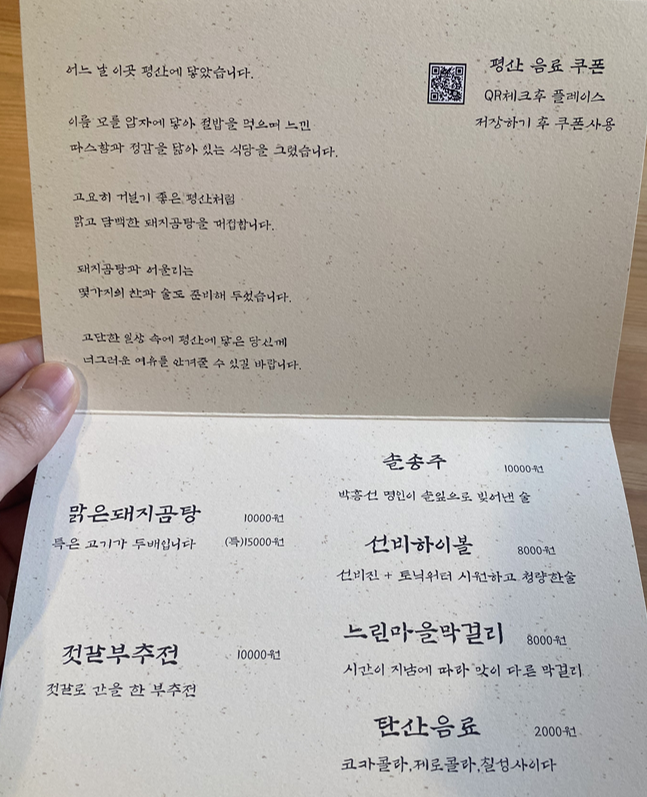 어느 날 이곳 평산에 닿았습니다.
이름 모를 암자에 닿아 절밥을 먹으며 느낀
따스함과 정감을 닮아 있는 식당을 그렸습니다.
고요히 거닐기 좋은 평산처럼
맑고 담백한 돼지곰탕을 대접합니다.
돼지곰탕과 어울리는
몇가지의 찬과 술도 준비해 두었습니다.
고단한 일상 속에 평산에 닿은 당신께
너그러운 여유를 안겨줄 수 있길 바랍니다.
평산 음료 쿠폰
QR체크후 플레이스
저장하기 후 쿠폰사용
맑은돼지곰탕 10000원
특은 고기가 두배입니다 (특)15000원
젓갈부추전 10000원
젓갈로 간을 한 부추전
솔송주 10000원
박흥선 명인이 솔잎으로 빚어낸 술
선비하이볼 8000원
선비진 + 토닉워터 시원하고 청량한술
느린마을막걸리 8000원
시간이 지남에 따라 맛이 다른 막걸리
탄산음료 2000원
코카콜라,제로콜라,칠성사이다